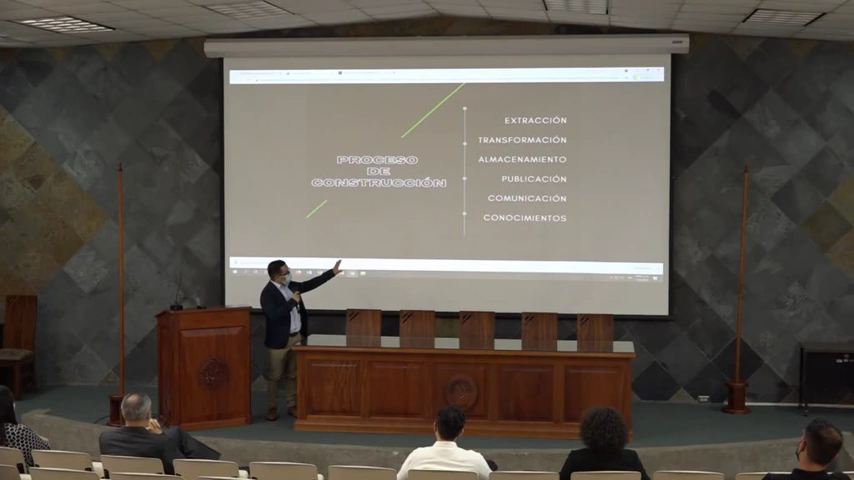 PROCESO
DE
CONSTRUCCIÓN
EXTRACCIÓN
TRANSFORMACIÓN
ALMACENAMIENTO
PUBLICACIÓN
COMUNICACIÓN
CONOCIMIENTOS